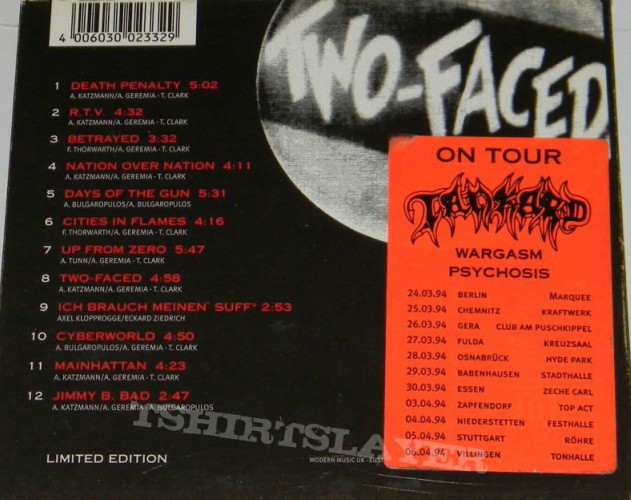 4 006030 023329
TWO-FACED
1 DEATH PENALTY 5:02
A. KATZMANN/A. GEREMIA - T. CLARK
2 R.T.V. 4:32
A. KATZMANN/A. GEREMIA - T. CLARK
3 BETRAYED 3:32
F. THORWARTH/A. GEREMIA - T. CLARK
4 NATION OVER NATION 4:11
A. KATZMANN/A. GEREMIA - T. CLARK
5 DAYS OF THE GUN 5:31
A. BULGAROPULOS/A. BULGAROPULOS
6 CITIES IN FLAMES 4:16
F. THORWARTH/A. GEREMIA - T. CLARK
7 UP FROM ZERO 5:47
A. TUNN/A. GEREMIA - T. CLARK
8 TWO-FACED 4:58
A. KATZMANN/A. GEREMIA - T. CLARK
9 ICH BRAUCH MEINEN' SUFF* 2:53
AXEL KLOPPROGGE/ECKARD ZIEDRICH
10 CYBERWORLD 4:50
A. BULGAROPULOS/A. GEREMIA - T. CLARK
11 MAINHATTAN 4:23
A. KATZMANN/A. GEREMIA - T. CLARK
12 JIMMY B. BAD 2:47
A. KATZMANN/A. GEREMIA - A. BULGAROPULOS
LIMITED EDITION
MODERN MUSIC UK -
ON TOUR
TANKARD
WARGASM
PSYCHOSIS
24.03.94 BERLIN MARQUEE
25.03.94 CHEMNITZ KRAFTWERK
26.03.94 GERA CLUB AM PUSCHKIPPEL
27.03.94 FULDA KREUZSAAL
28.03.94 OSNABRÜCK HYDE PARK
29.03.94 BABENHAUSEN STADTHALLE
30.03.94 ESSEN ZECHE CARL
03.04.94 ZAPFENDORF TOP ACT
04.04.94 NIEDERSTETTEN FESTHALLE
05.04.94 STUTTGART RÖHRE
06.04.94 VILLINGEN TONHALLE
TSHIRTSLAYER